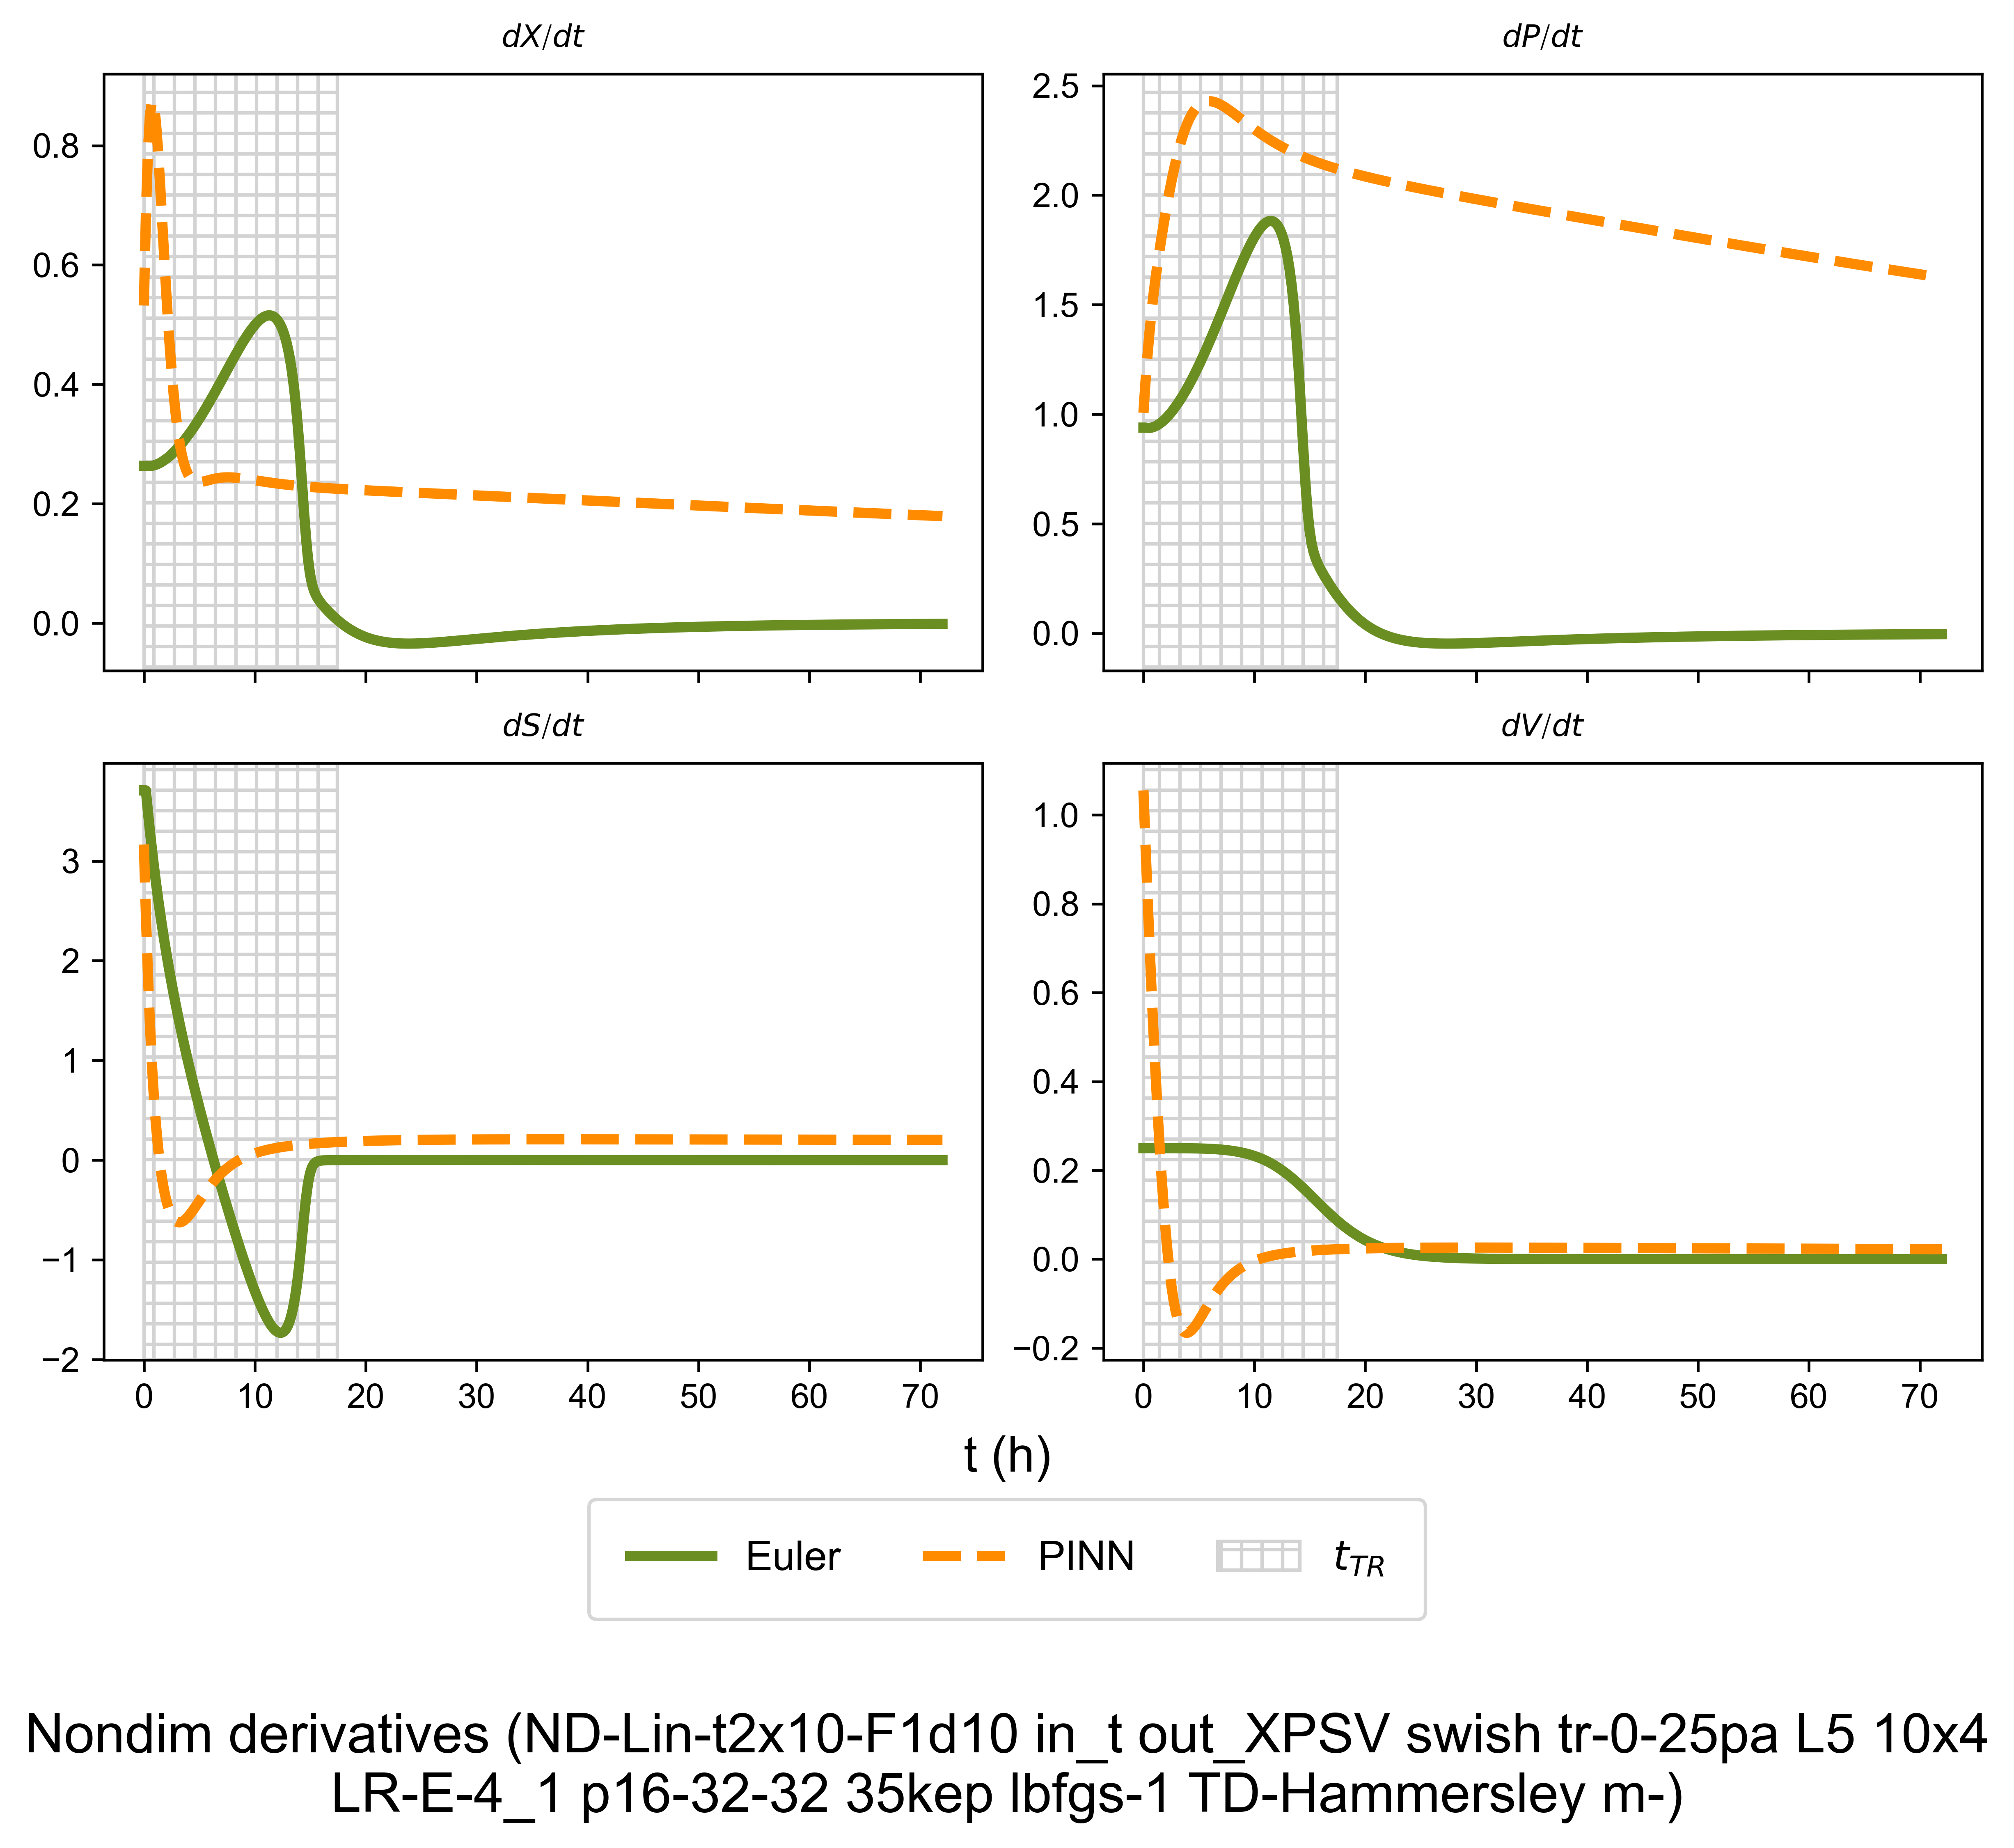 dX/dt
dP/dt
0.8
0.6
0.4
0.2
0.0
2.5
2.0
1.5
1.0
0.5
0.0
dS/dt
dV/dt
3
2
1
0
−1
−2
1.0
0.8
0.6
0.4
0.2
0.0
−0.2
0 10 20 30 40 50 60 70
0 10 20 30 40 50 60 70
t (h)
Euler PINN t_TR
Nondim derivatives (ND-Lin-t2x10-F1d10 in_t out_XPSV swish tr-0-25pa L5 10x4
LR-E-4_1 p16-32-32 35kep lbfgs-1 TD-Hammersley m-)